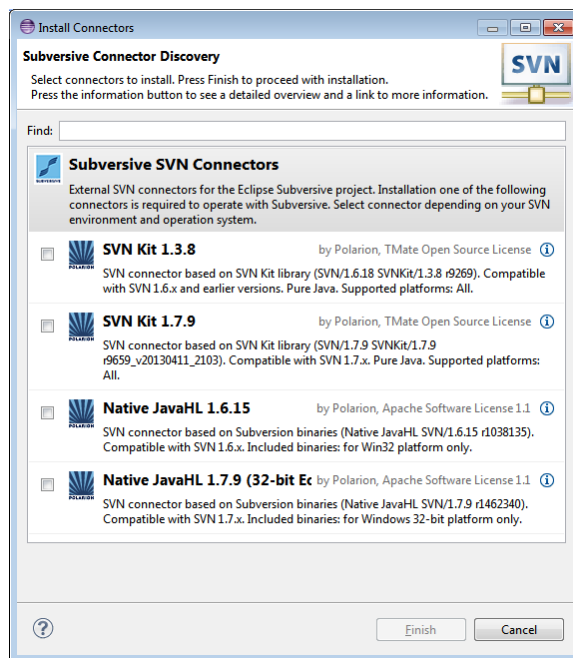 Install Connectors
Subversive Connector Discovery
Select connectors to install. Press Finish to proceed with installation.
Press the information button to see a detailed overview and a link to more information.
SVN
Find:
SUBVERSIVE
Subversive SVN Connectors
External SVN connectors for the Eclipse Subversive project. Installation one of the following
connectors is required to operate with Subversive. Select connector depending on your SVN
environment and operation system.
POLARION
SVN Kit 1.3.8 by Polarion, TMate Open Source License
SVN connector based on SVN Kit library (SVN/1.6.18 SVNKit/1.3.8 r9269). Compatible
with SVN 1.6.x and earlier versions. Pure Java. Supported platforms: All.
POLARION
SVN Kit 1.7.9 by Polarion, TMate Open Source License
SVN connector based on SVN Kit library (SVN/1.7.9 SVNKit/1.7.9
r9659_v20130411_2103). Compatible with SVN 1.7.x. Pure Java. Supported platforms:
All.
POLARION
Native JavaHL 1.6.15 by Polarion, Apache Software License 1.1
SVN connector based on Subversion binaries (Native JavaHL SVN/1.6.15 r1038135).
Compatible with SVN 1.6.x. Included binaries: for Win32 platform only.
POLARION
Native JavaHL 1.7.9 (32-bit Ec by Polarion, Apache Software License 1.1
SVN connector based on Subversion binaries (Native JavaHL SVN/1.7.9 r1462340).
Compatible with SVN 1.7.x. Included binaries: for Windows 32-bit platform only.
?
Finish
Cancel